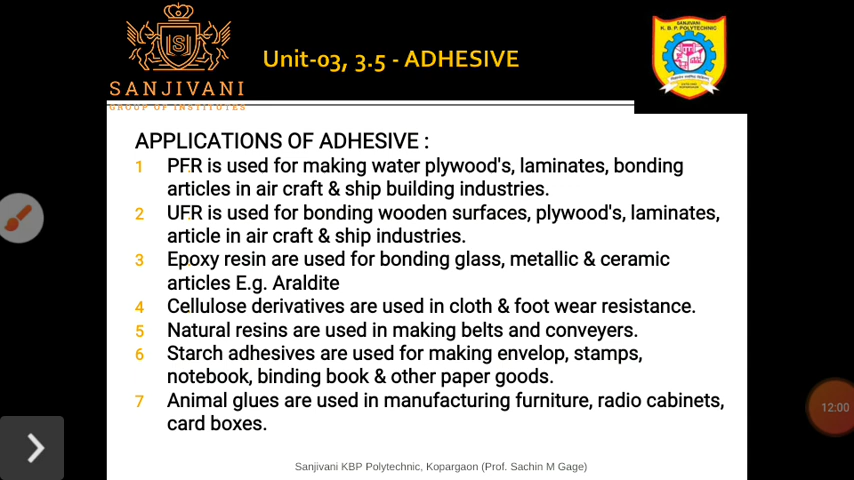 SANJIVANI
GROUP OF INSTITUTES
Unit-03, 3.5 - ADHESIVE
SANJIVANI
K. B. P. POLYTECHNIC
APPLICATIONS OF ADHESIVE :
1 PFR is used for making water plywood's, laminates, bonding
articles in air craft & ship building industries.
2 UFR is used for bonding wooden surfaces, plywood's, laminates,
article in air craft & ship industries.
3 Epoxy resin are used for bonding glass, metallic & ceramic
articles E.g. Araldite
4 Cellulose derivatives are used in cloth & foot wear resistance.
5 Natural resins are used in making belts and conveyers.
6 Starch adhesives are used for making envelop, stamps,
notebook, binding book & other paper goods.
7 Animal glues are used in manufacturing furniture, radio cabinets,
card boxes.
12:00
Sanjivani KBP Polytechnic, Kopargaon (Prof. Sachin M Gage)